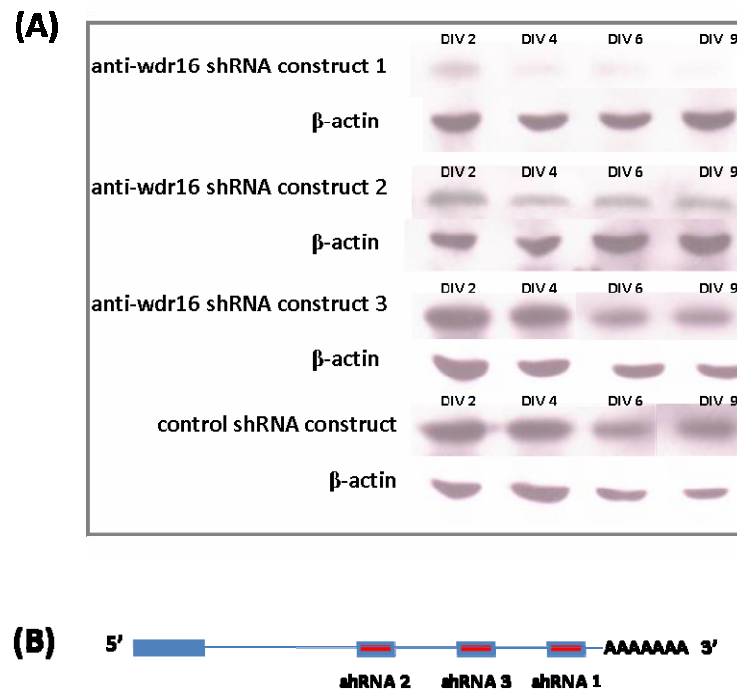 (A)
DIV 2 DIV 4 DIV 6 DIV 9
anti-wdr16 shRNA construct 1
β-actin
DIV 2 DIV 4 DIV 6 DIV 9
anti-wdr16 shRNA construct 2
β-actin
DIV 2 DIV 4 DIV 6 DIV 9
anti-wdr16 shRNA construct 3
β-actin
DIV 2 DIV 4 DIV 6 DIV 9
control shRNA construct
β-actin
(B) 5’ AAAAAAA 3’
shRNA 2 shRNA 3 shRNA 1